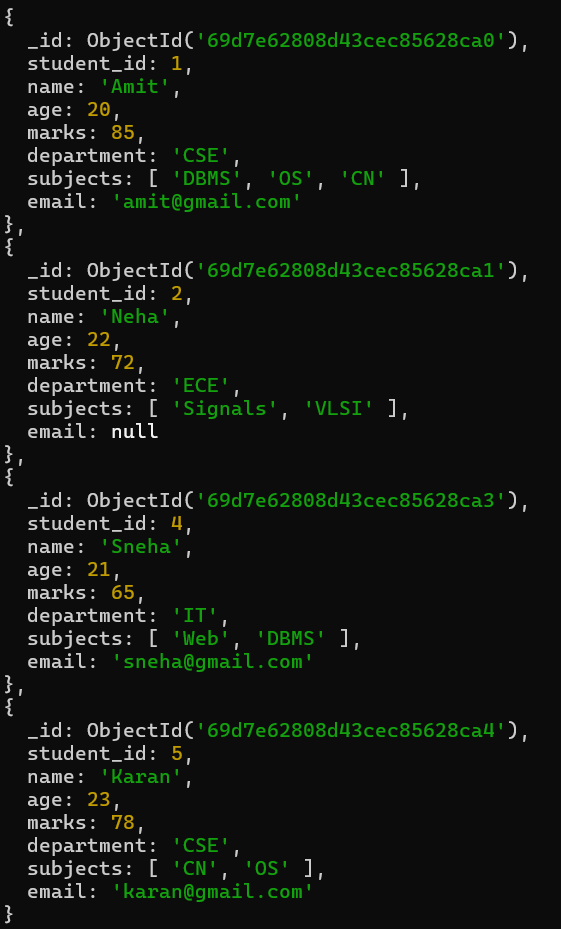 {
  _id: ObjectId('69d7e62808d43cec85628ca0'),
  student_id: 1,
  name: 'Amit',
  age: 20,
  marks: 85,
  department: 'CSE',
  subjects: [ 'DBMS', 'OS', 'CN' ],
  email: 'amit@gmail.com'
},
{
  _id: ObjectId('69d7e62808d43cec85628ca1'),
  student_id: 2,
  name: 'Neha',
  age: 22,
  marks: 72,
  department: 'ECE',
  subjects: [ 'Signals', 'VLSI' ],
  email: null
},
{
  _id: ObjectId('69d7e62808d43cec85628ca3'),
  student_id: 4,
  name: 'Sneha',
  age: 21,
  marks: 65,
  department: 'IT',
  subjects: [ 'Web', 'DBMS' ],
  email: 'sneha@gmail.com'
},
{
  _id: ObjectId('69d7e62808d43cec85628ca4'),
  student_id: 5,
  name: 'Karan',
  age: 23,
  marks: 78,
  department: 'CSE',
  subjects: [ 'CN', 'OS' ],
  email: 'karan@gmail.com'
}